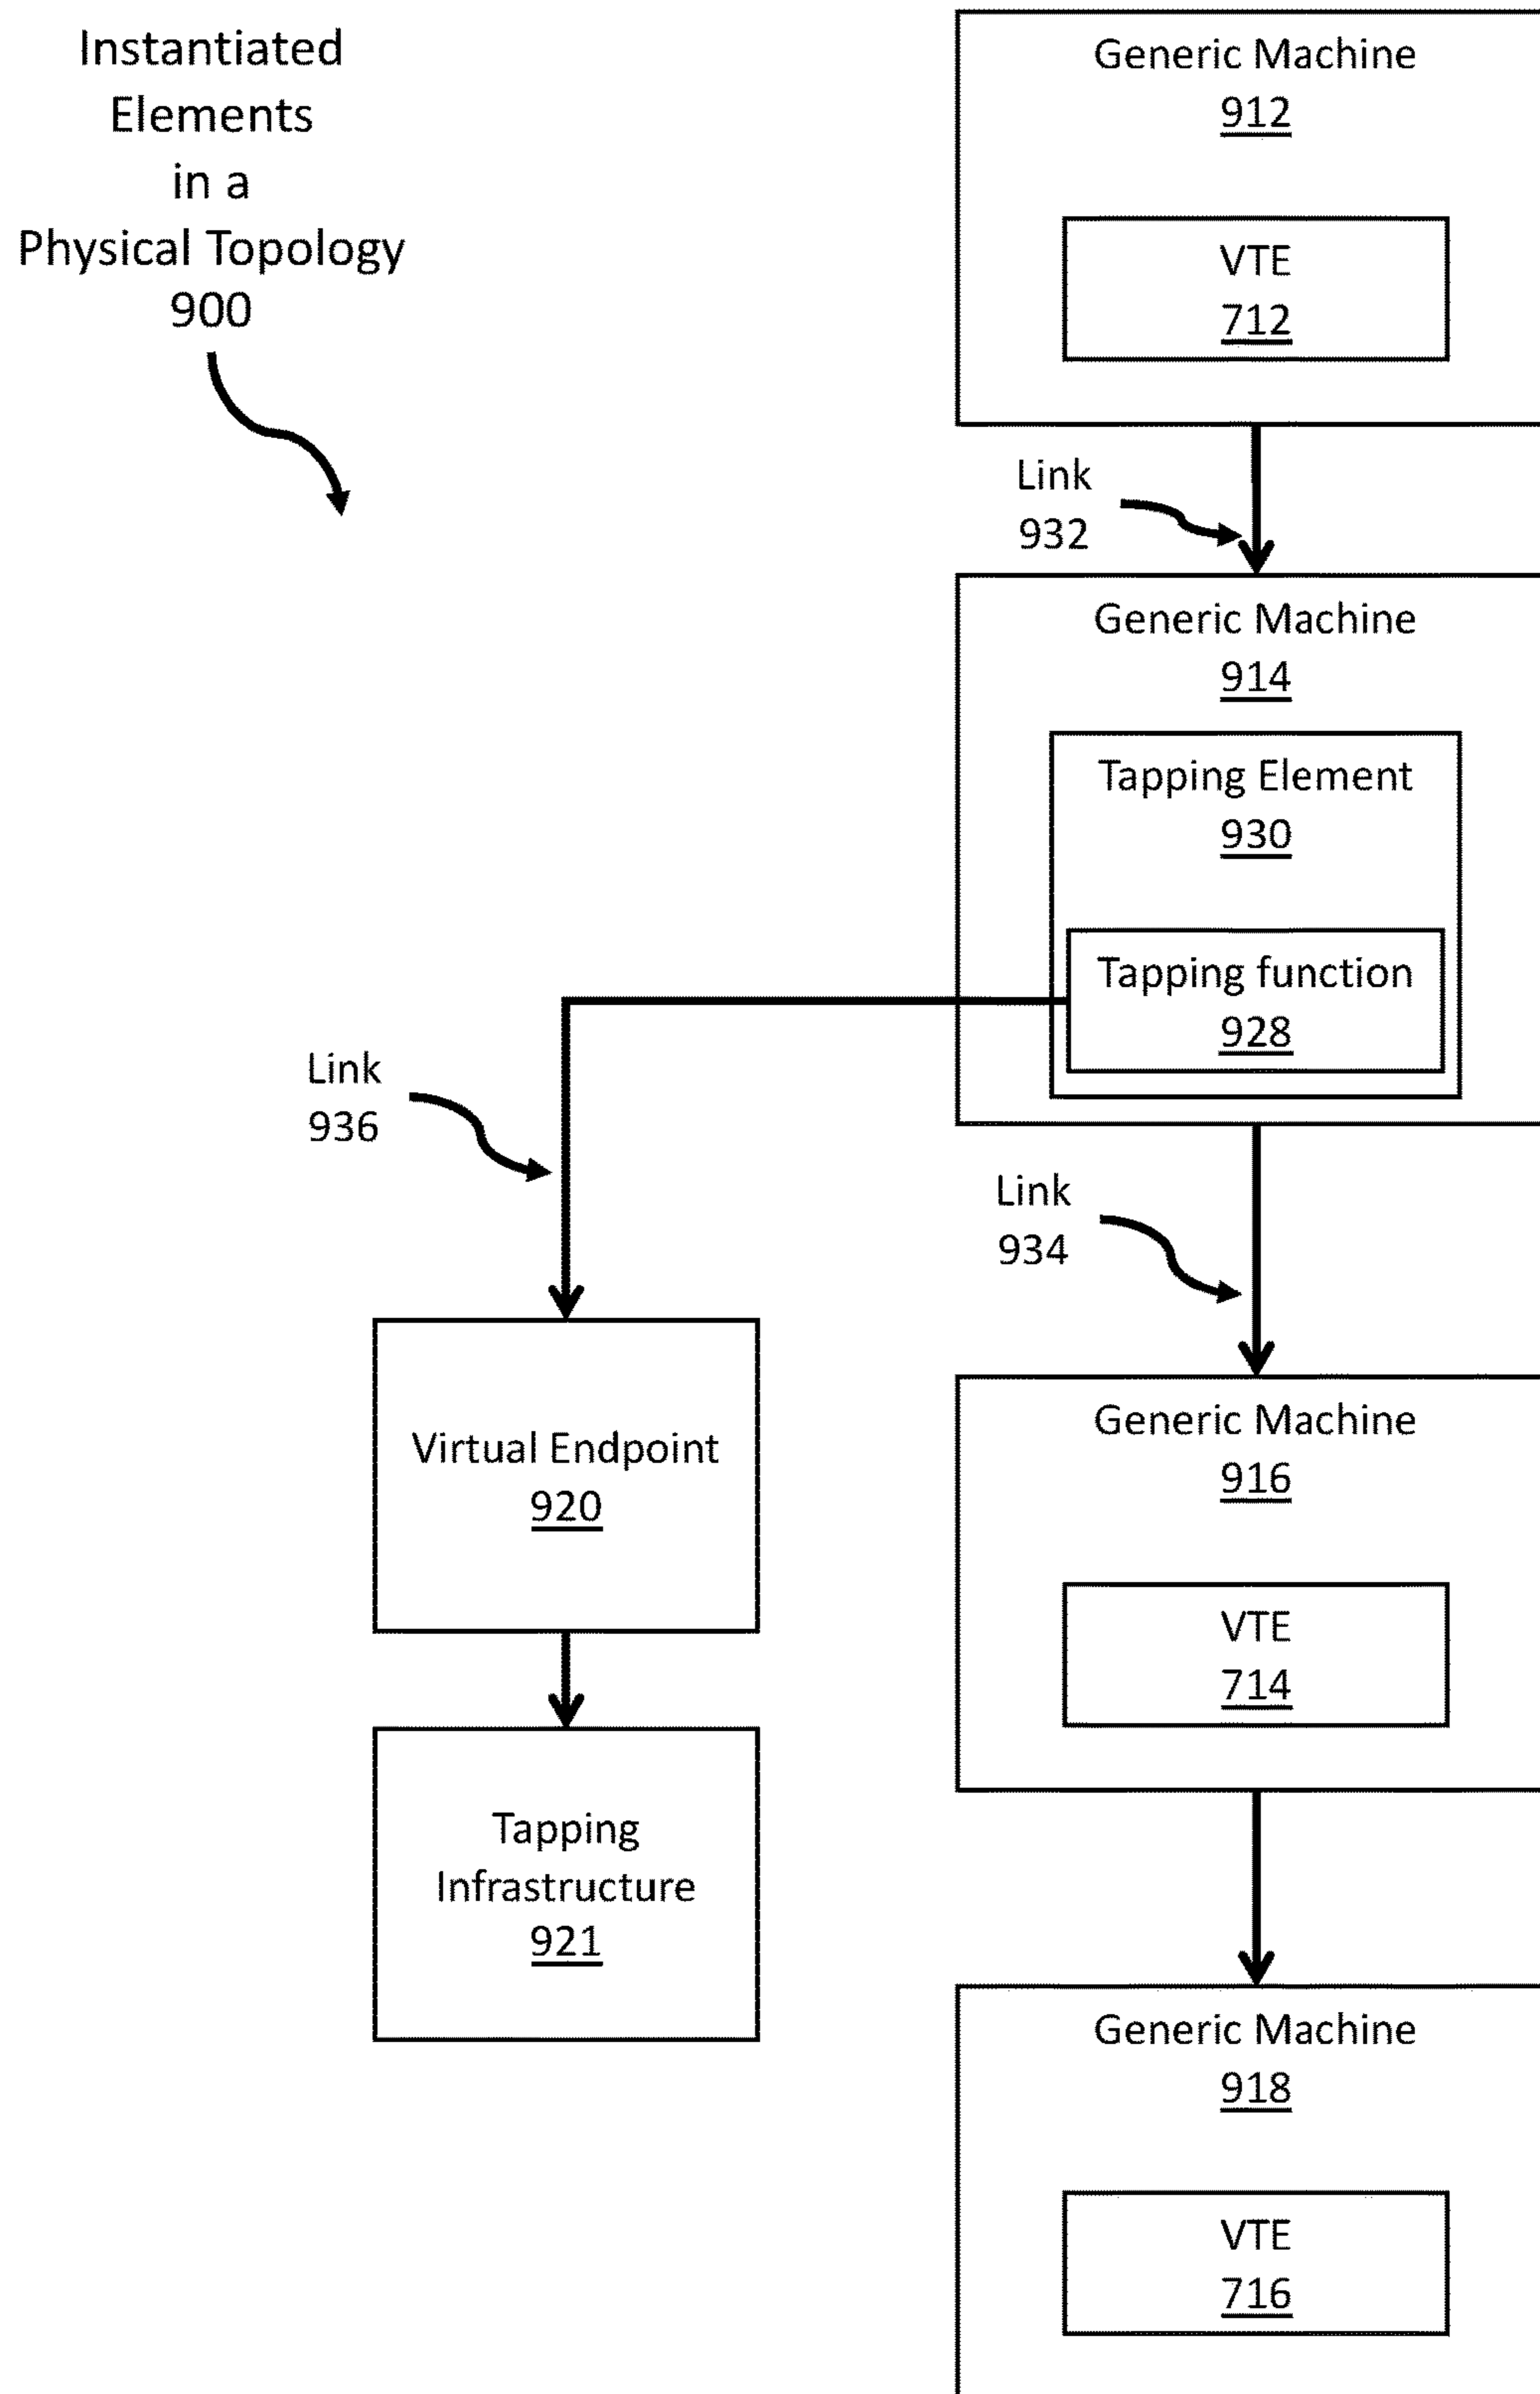 Instantiated
Elements
in a
Physical Topology
900
Generic Machine
912
VTE
712
Link
932
Generic Machine
914
Tapping Element
930
Tapping function
928
Link
936
Link
934
Virtual Endpoint
920
Generic Machine
916
VTE
714
Tapping
Infrastructure
921
Generic Machine
918
VTE
716